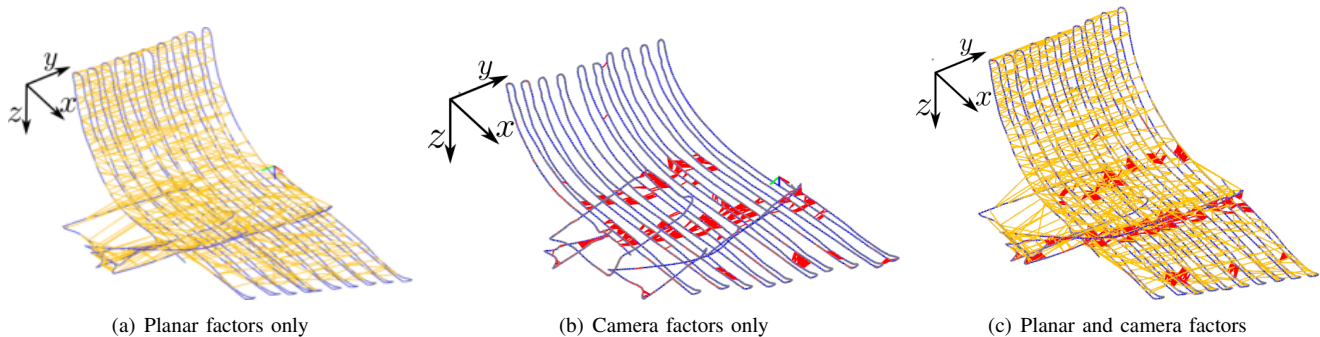 y
z
x
y
z
x
y
z
x
(a) Planar factors only
(b) Camera factors only
(c) Planar and camera factors